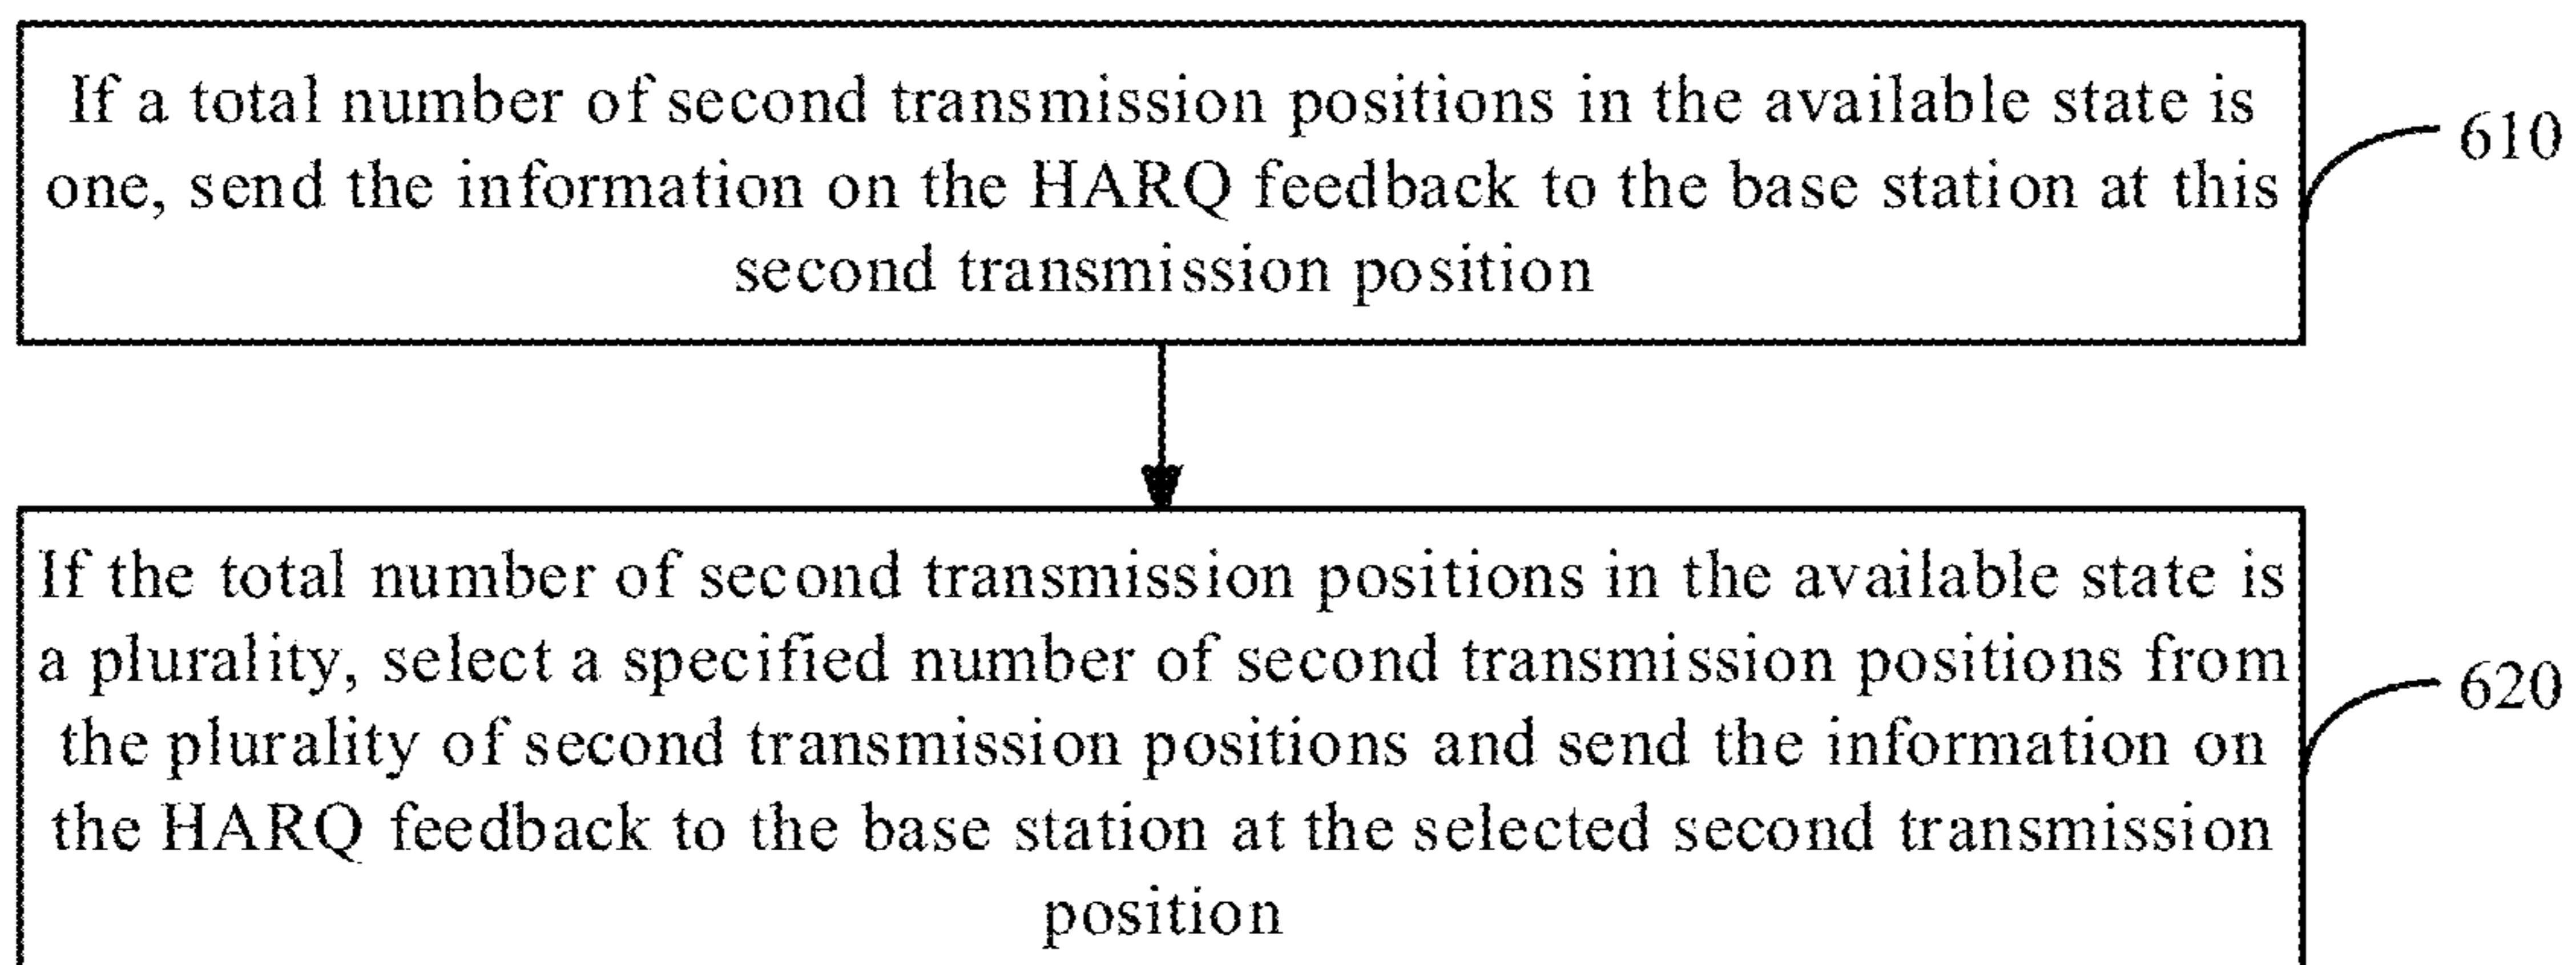 If a total number of second transmission positions in the available state is
one, send the information on the HARQ feedback to the base station at this
second transmission position
610
If the total number of second transmission positions in the available state is
a plurality, select a specified number of second transmission positions from
the plurality of second transmission positions and send the information on
the HARQ feedback to the base station at the selected second transmission
position
620